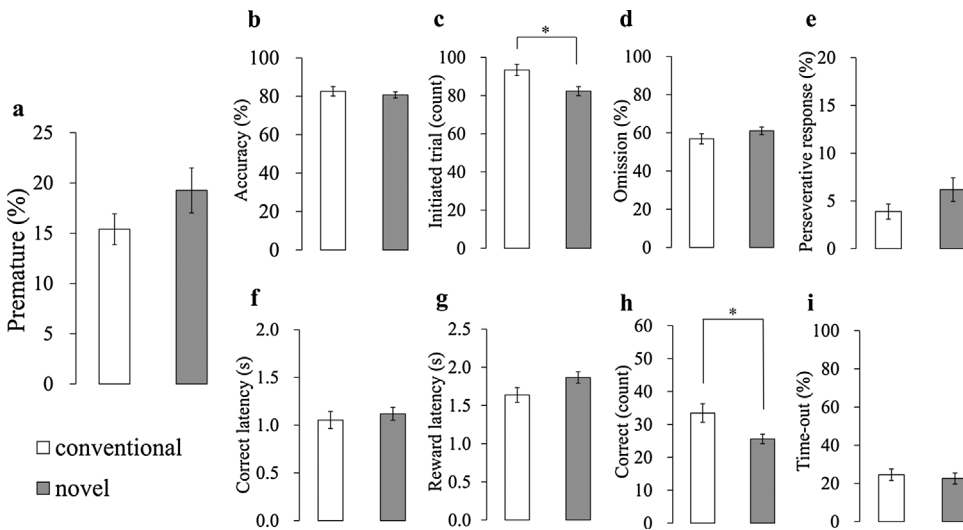 a
Premature (%)
25
20
15
10
5
0
conventional
novel
b
Accuracy (%)
100
80
60
40
20
0
c
Initiated trial (count)
100
80
60
40
20
0
*
d
Omission (%)
100
80
60
40
20
0
e
Perseverative response (%)
20
15
10
5
0
f
Correct latency (s)
2.0
1.5
1.0
0.5
0.0
g
Reward latency (s)
2.5
2.0
1.5
1.0
0.5
0.0
h
Correct (count)
60
50
40
30
20
10
0
*
i
Time-out (%)
100
80
60
40
20
0